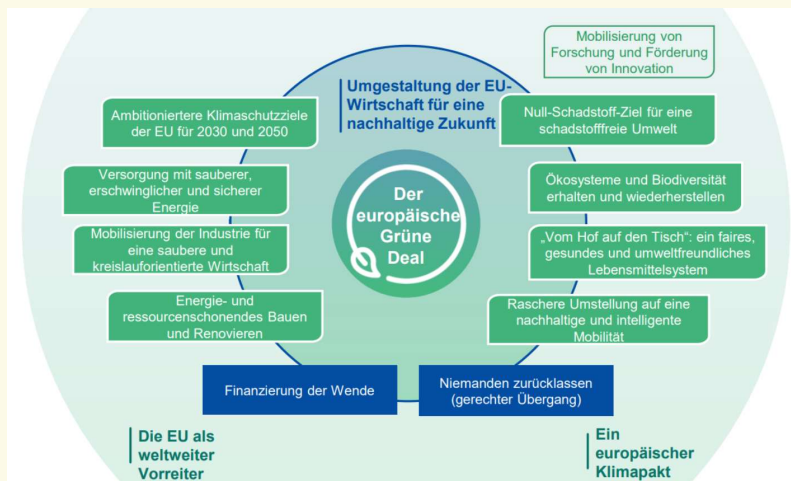 Mobilisierung von
Forschung und Förderung
von Innovation
Umgestaltung der EU-
Wirtschaft für eine
nachhaltige Zukunft
Ambitioniertere Klimaschutzziele
der EU für 2030 und 2050
Null-Schadstoff-Ziel für eine
schadstofffreie Umwelt
Versorgung mit sauberer,
erschwinglicher und sicherer
Energie
Ökosysteme und Biodiversität
erhalten und wiederherstellen
Der
europäische
Grüne
Deal
Mobilisierung der Industrie für
eine saubere und
kreislauforientierte Wirtschaft
„Vom Hof auf den Tisch“: ein faires,
gesundes und umweltfreundliches
Lebensmittelsystem
Energie- und
ressourcenschonendes Bauen
und Renovieren
Raschere Umstellung auf eine
nachhaltige und intelligente
Mobilität
Finanzierung der Wende
Niemanden zurücklassen
(gerechter Übergang)
Die EU als
weltweiter
Vorreiter
Ein
europäischer
Klimapakt